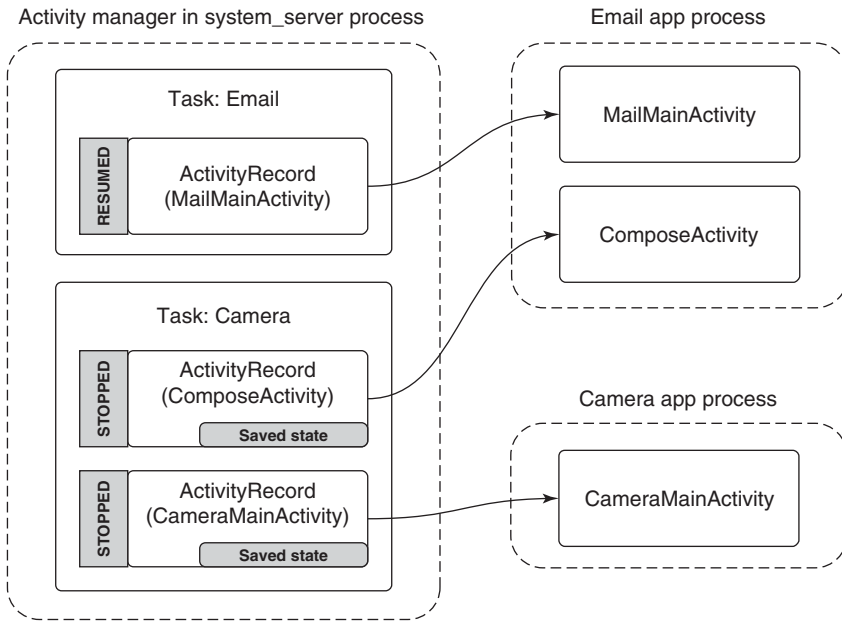 Activity manager in system_server process
Task: Email
RESUMED
ActivityRecord
(MailMainActivity)
Task: Camera
STOPPED
ActivityRecord
(ComposeActivity)
Saved state
STOPPED
ActivityRecord
(CameraMainActivity)
Saved state
Email app process
MailMainActivity
ComposeActivity
Camera app process
CameraMainActivity